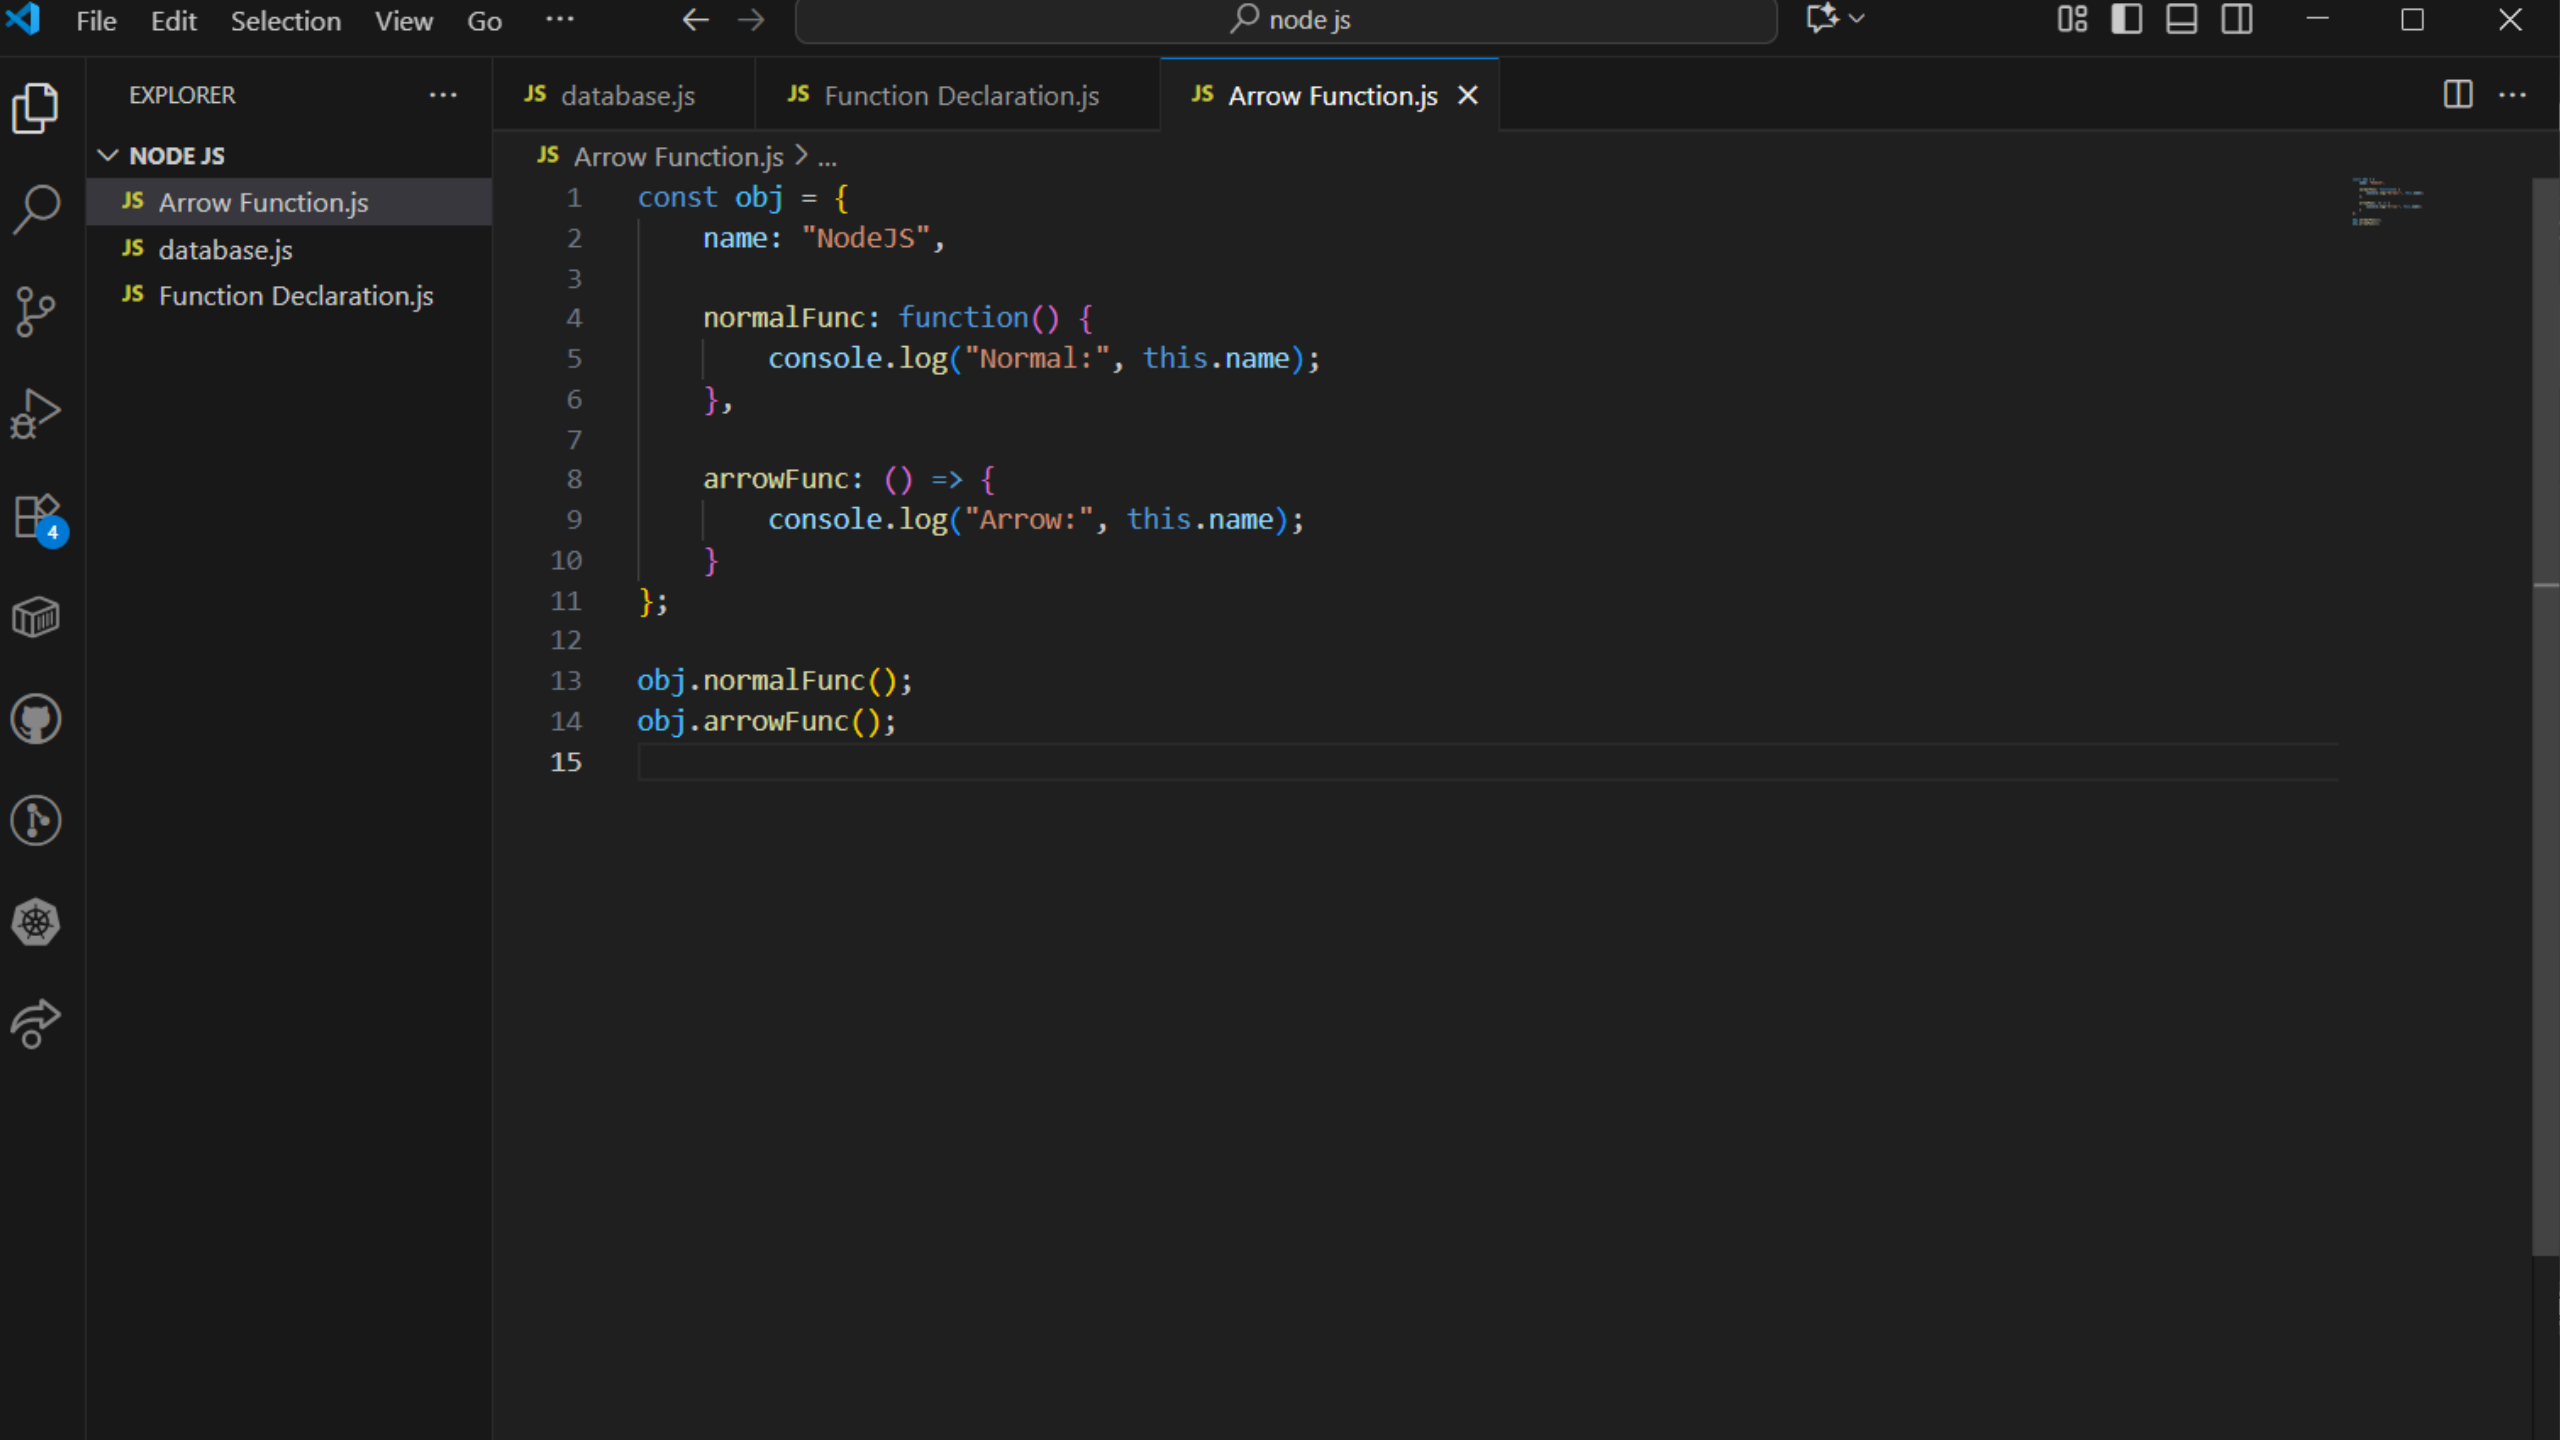 File Edit Selection View Go ··· node js
EXPLORER ···
NODE JS
JS Arrow Function.js
JS database.js
JS Function Declaration.js
4
JS database.js JS Function Declaration.js JS Arrow Function.js
JS Arrow Function.js > ...
1 const obj = {
2 name: "NodeJS",
3
4 normalFunc: function() {
5 console.log("Normal:", this.name);
6 },
7
8 arrowFunc: () => {
9 console.log("Arrow:", this.name);
10 }
11 };
12
13 obj.normalFunc();
14 obj.arrowFunc();
15